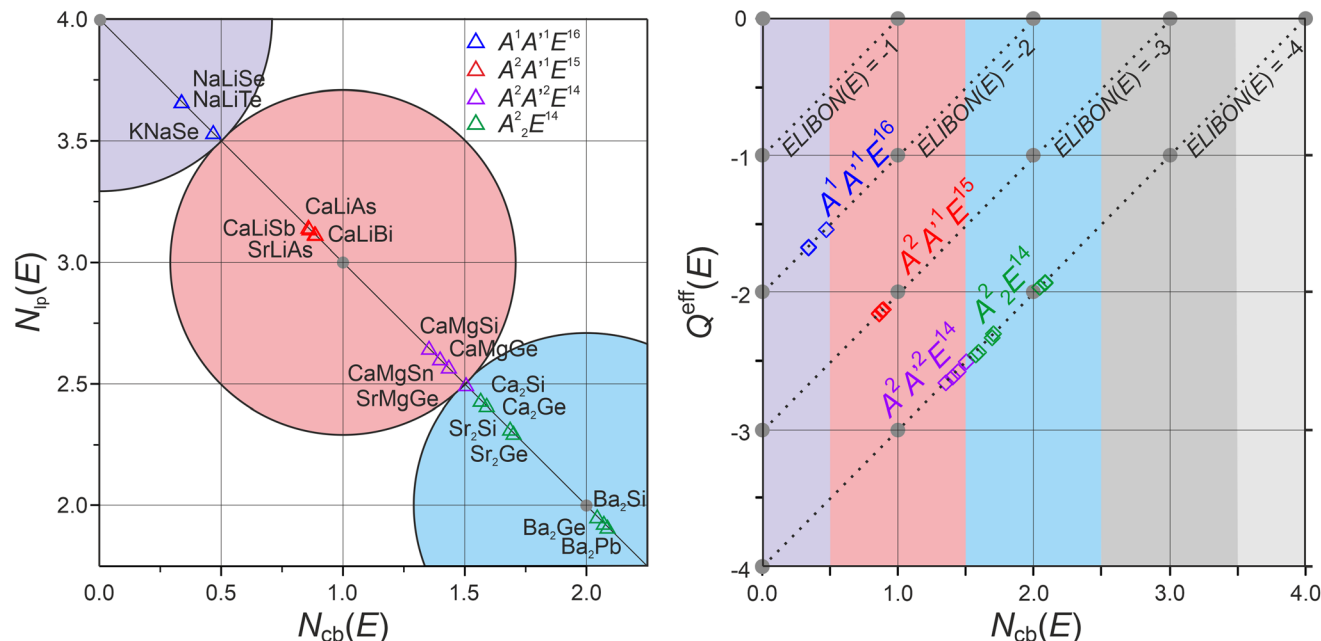 4.0
3.5
3.0
2.5
2.0
N_lp(E)
0.0 0.5 1.0 1.5 2.0
N_cb(E)
A¹A'¹E¹⁶
A²A'¹E¹⁵
A²A'²E¹⁴
A²₂E¹⁴
NaLiSe
NaLiTe
KNaSe
CaLiAs
CaLiSb
CaLiBi
SrLiAs
CaMgSi
CaMgGe
CaMgSn
SrMgGe
Ca₂Si
Ca₂Ge
Sr₂Si
Sr₂Ge
Ba₂Si
Ba₂Ge
Ba₂Pb
0
-1
-2
-3
-4
Q^eff(E)
0.0 1.0 2.0 3.0 4.0
N_cb(E)
ELIBON(E) = -1
ELIBON(E) = -2
ELIBON(E) = -3
ELIBON(E) = -4
A¹A'¹E¹⁶
A²A'¹E¹⁵
A²A'²E¹⁴
A²₂E¹⁴